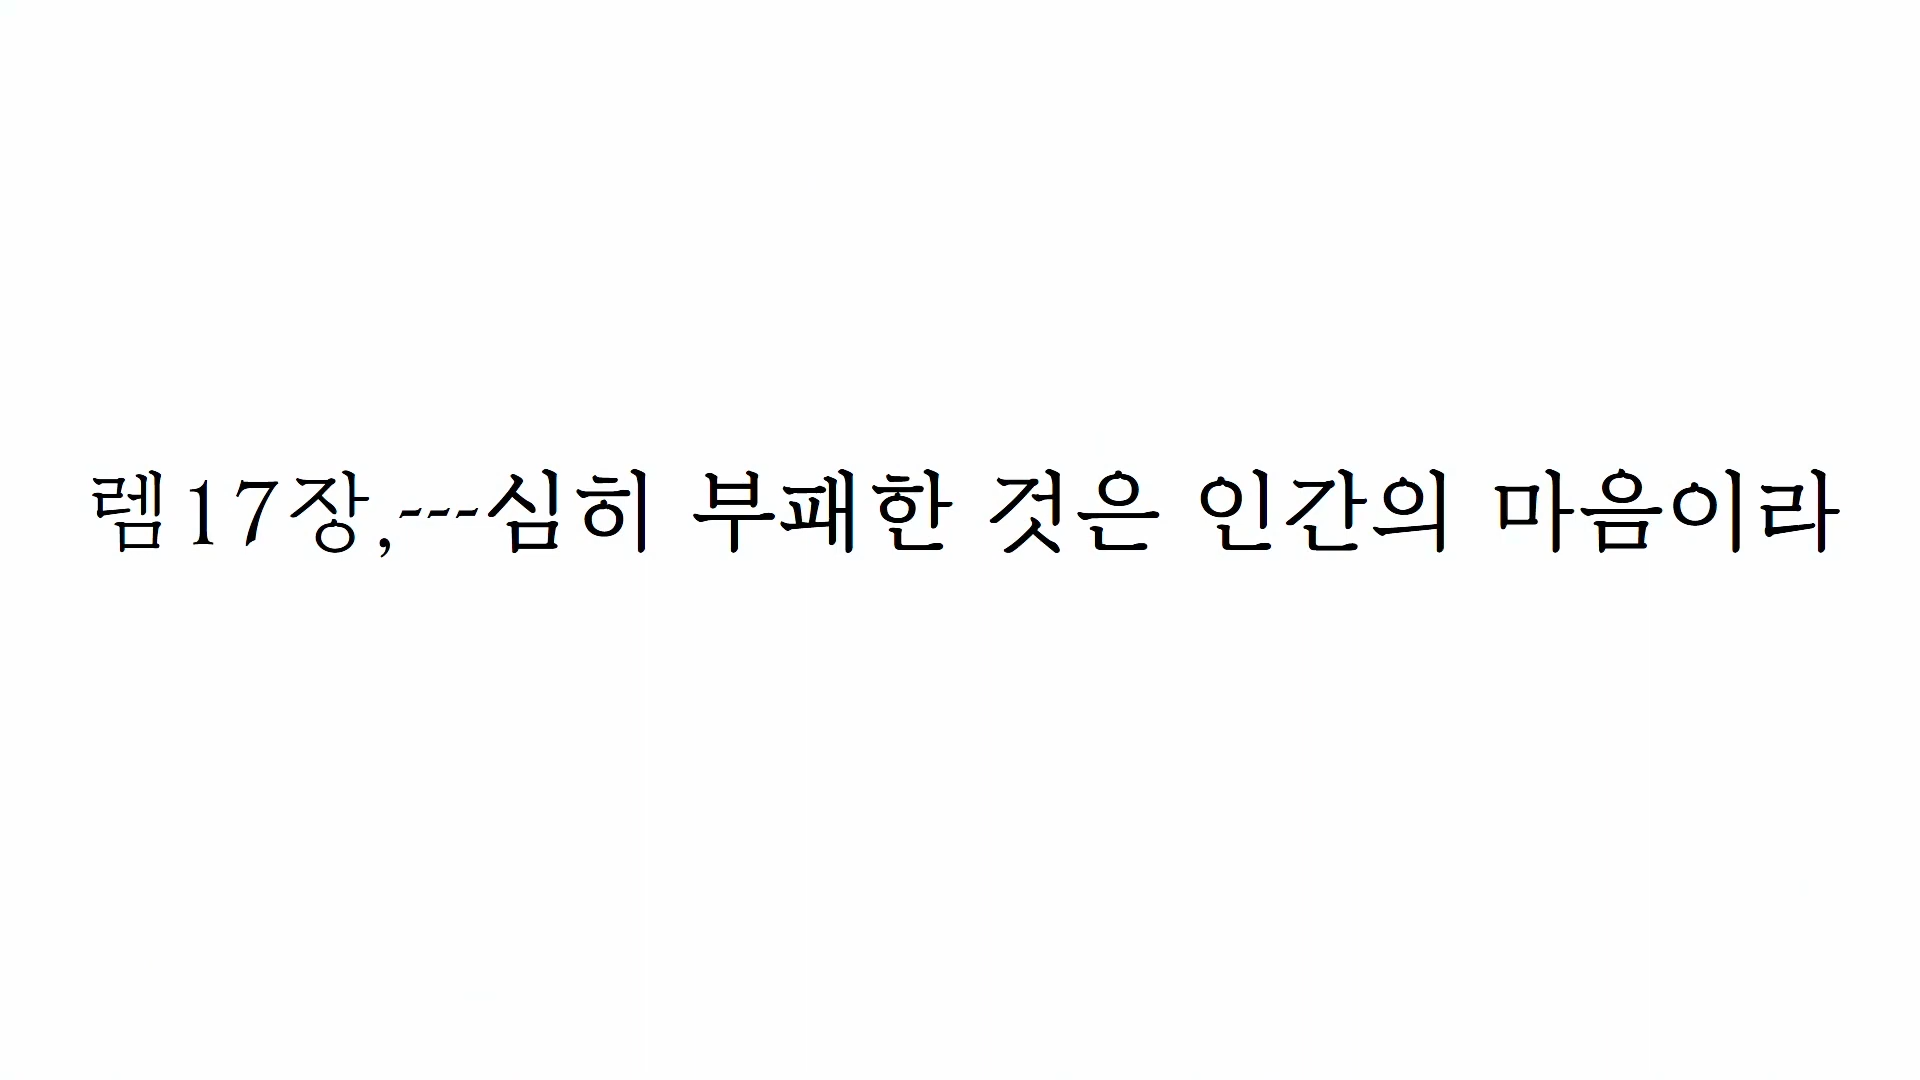 렘17장,---심히 부패한 것은 인간의 마음이라